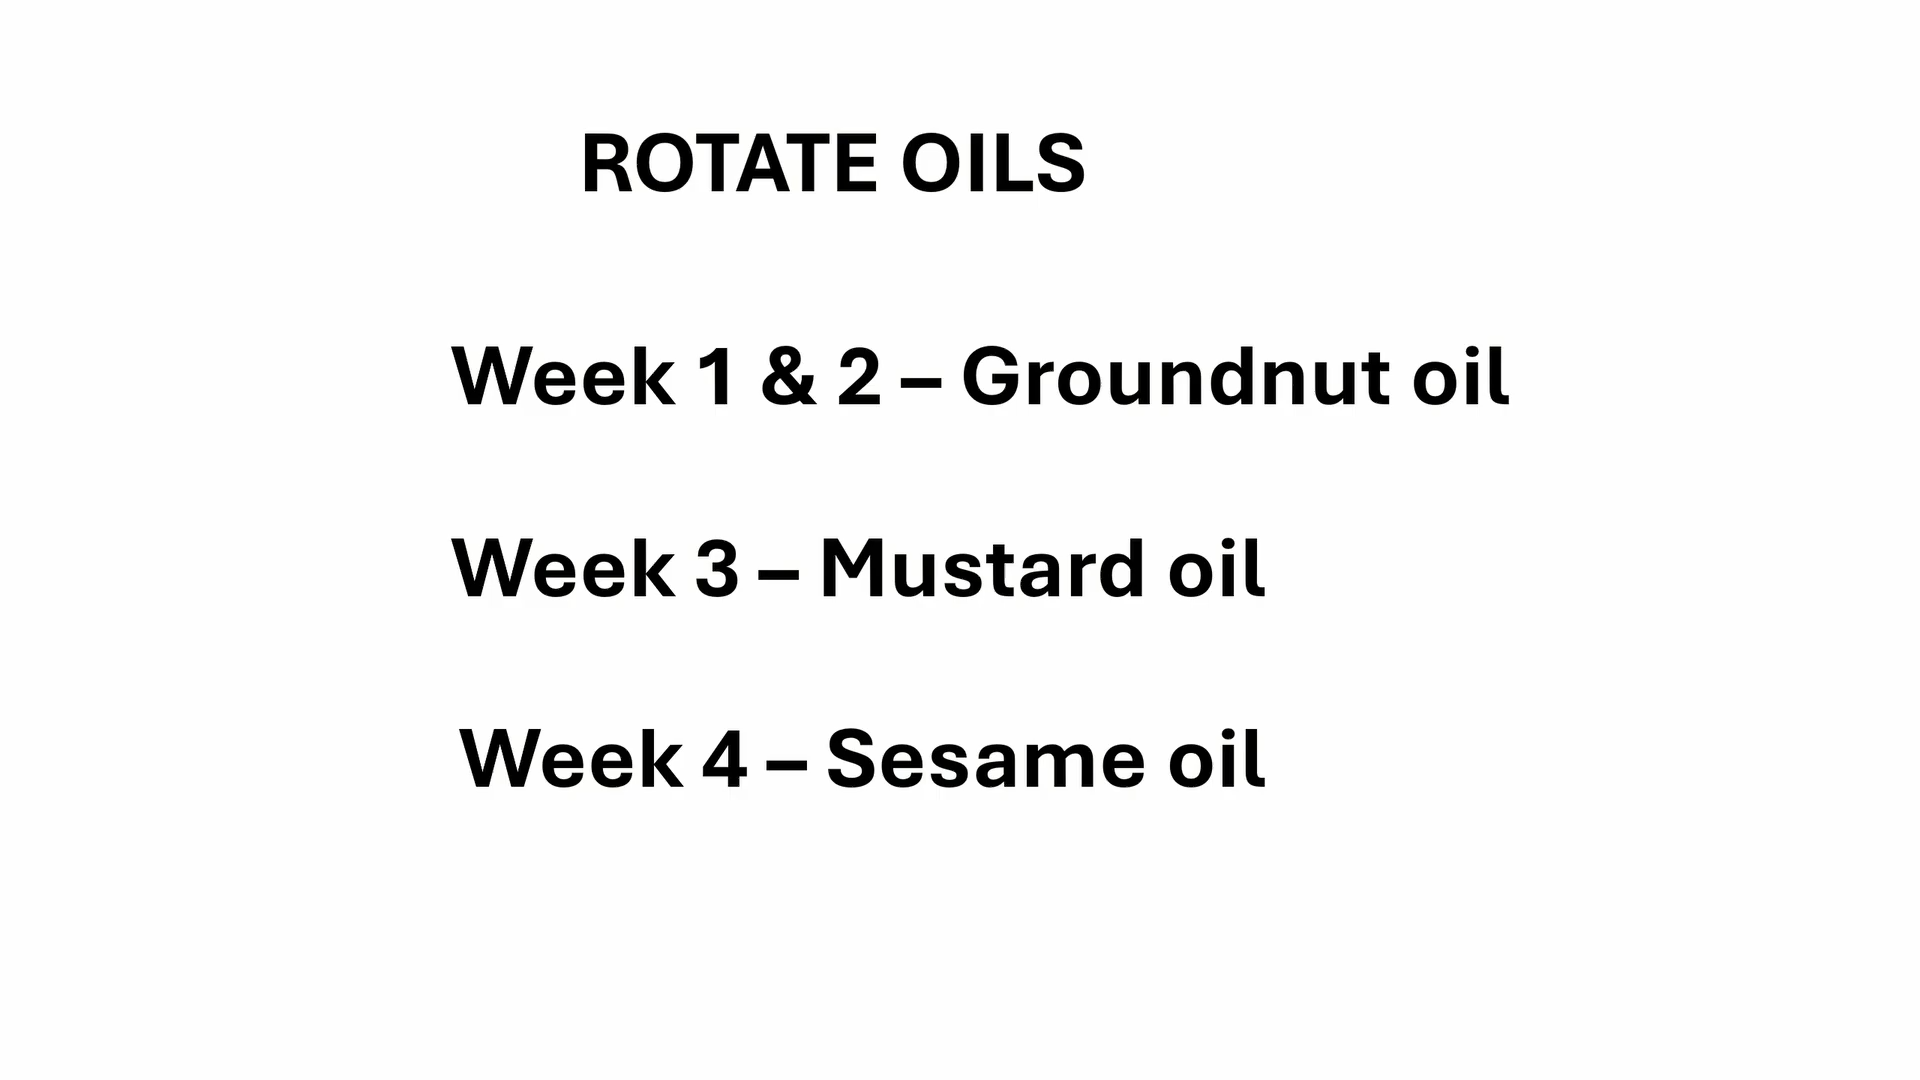 ROTATE OILS
Week 1 & 2 – Groundnut oil
Week 3 – Mustard oil
Week 4 – Sesame oil